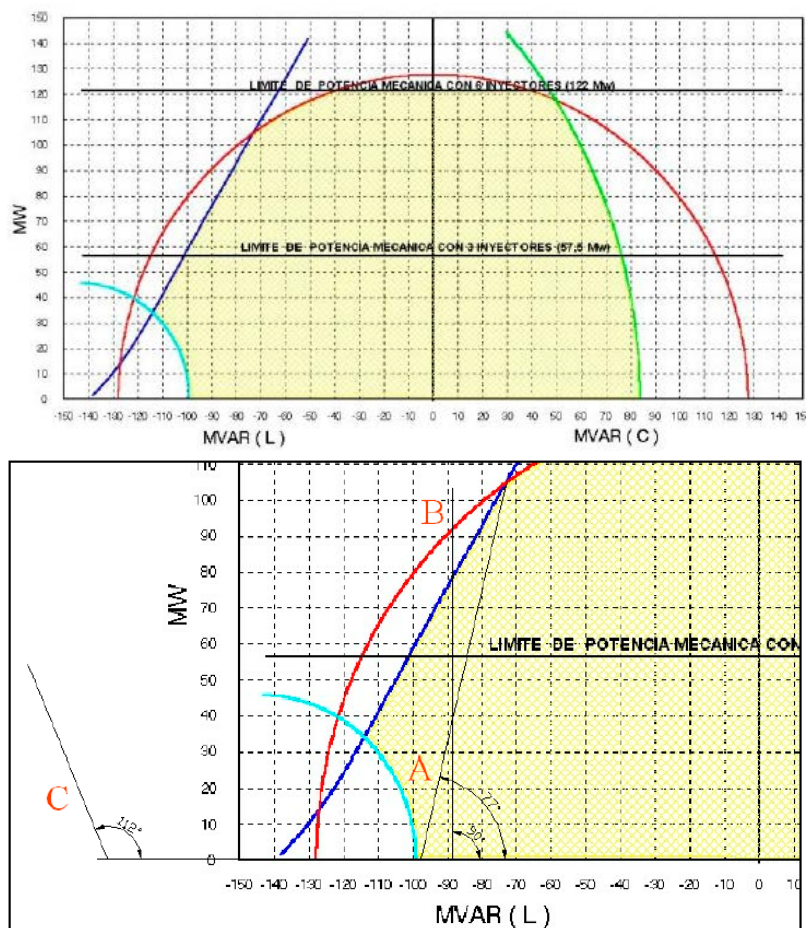 150
140
130
120
LIMITE DE POTENCIA MECANICA CON 6 INYECTORES (122 Mw)
110
100
90
80
70
MW
60
LIMITE DE POTENCIA MECANICA CON 3 INYECTORES (57.5 Mw)
50
40
30
20
10
0
-150 -140 -130 -120 -110 -100 -90 -80 -70 -60 -50 -40 -30 -20 -10 0 10 20 30 40 50 60 70 80 90 100 110 120 130 140 150
MVAR ( L ) MVAR ( C )
110
100
B
90
80
MW
70
60
LIMITE DE POTENCIA MECANICA CON
50
40
30
A
C
20
112° 77°
10
90°
0
-150 -140 -130 -120 -110 -100 -90 -80 -70 -60 -50 -40 -30 -20 -10 0 10
MVAR ( L )